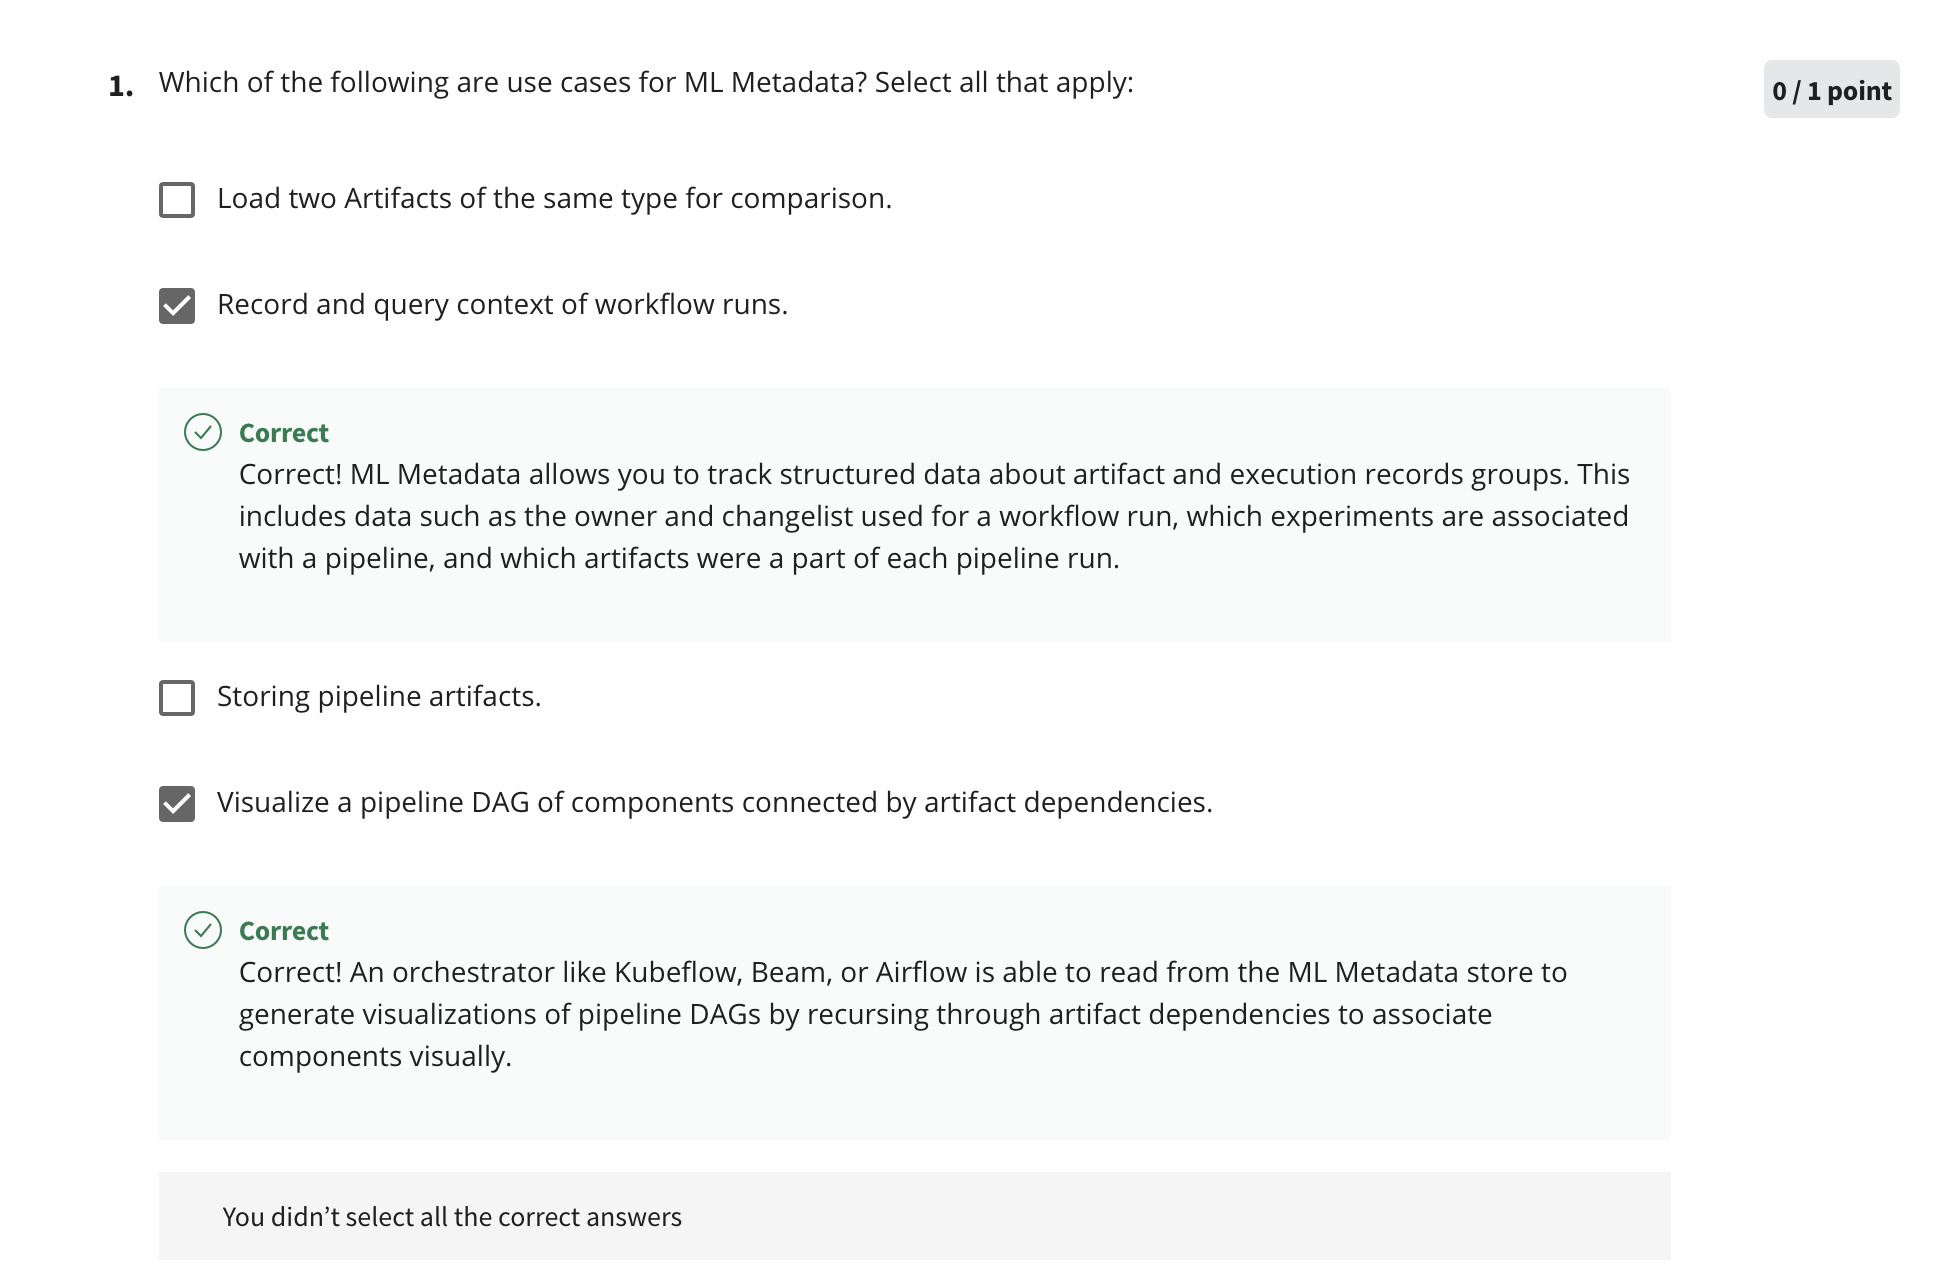 1. Which of the following are use cases for ML Metadata? Select all that apply:
0 / 1 point
Load two Artifacts of the same type for comparison.
Record and query context of workflow runs.
Correct
Correct! ML Metadata allows you to track structured data about artifact and execution records groups. This
includes data such as the owner and changelist used for a workflow run, which experiments are associated
with a pipeline, and which artifacts were a part of each pipeline run.
Storing pipeline artifacts.
Visualize a pipeline DAG of components connected by artifact dependencies.
Correct
Correct! An orchestrator like Kubeflow, Beam, or Airflow is able to read from the ML Metadata store to
generate visualizations of pipeline DAGs by recursing through artifact dependencies to associate
components visually.
You didn’t select all the correct answers